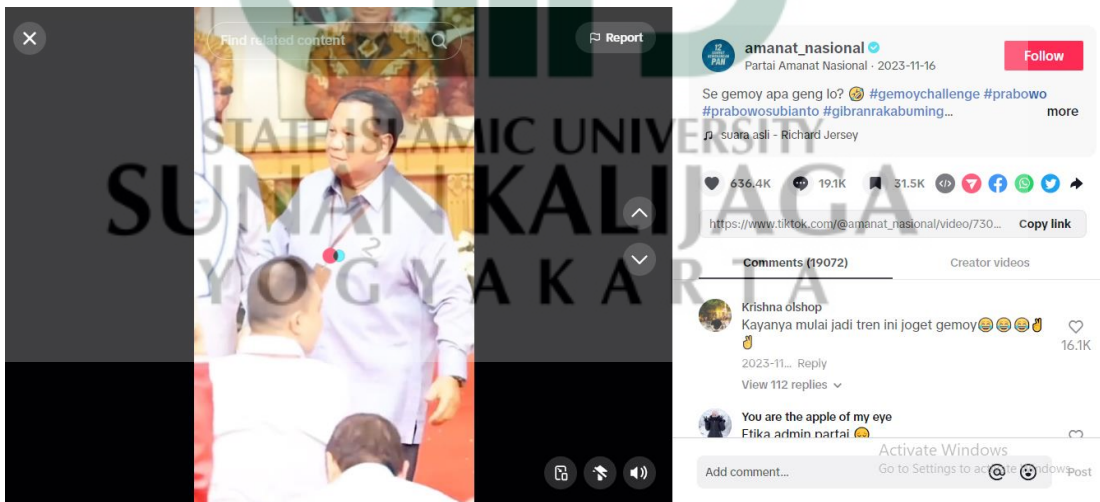 Find related content
Report
amanat_nasional
Partai Amanat Nasional · 2023-11-16
Follow
Se gemoy apa geng lo? 🤣 #gemoychallenge #prabowo
#prabowosubianto #gibranrakabuming... more
suara asli - Richard Jersey
636.4K 19.1K 31.5K
https://www.tiktok.com/@amanat_nasional/video/730... Copy link
Comments (19072) Creator videos
Krishna olshop
Kayanya mulai jadi tren ini joget gemoy😂😂😂✌
✌
16.1K
2023-11... Reply
View 112 replies
You are the apple of my eye
Etika admin partai 😔
Add comment...
Post
Activate Windows
Go to Settings to activate Windows
STATE ISLAMIC UNIVERSITY
SUNAN KALIJAGA
YOGYAKARTA
12
PAN